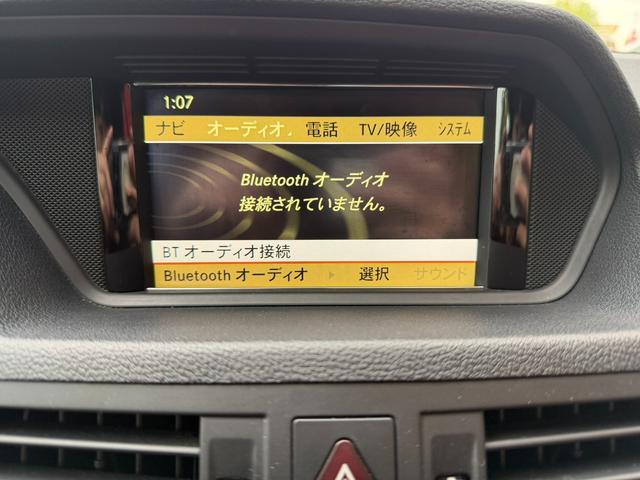 1:07
ナビ オーディオ 電話 TV/映像 システム
Bluetooth オーディオ
接続されていません。
BT オーディオ接続
Bluetooth オーディオ 選択 サウンド